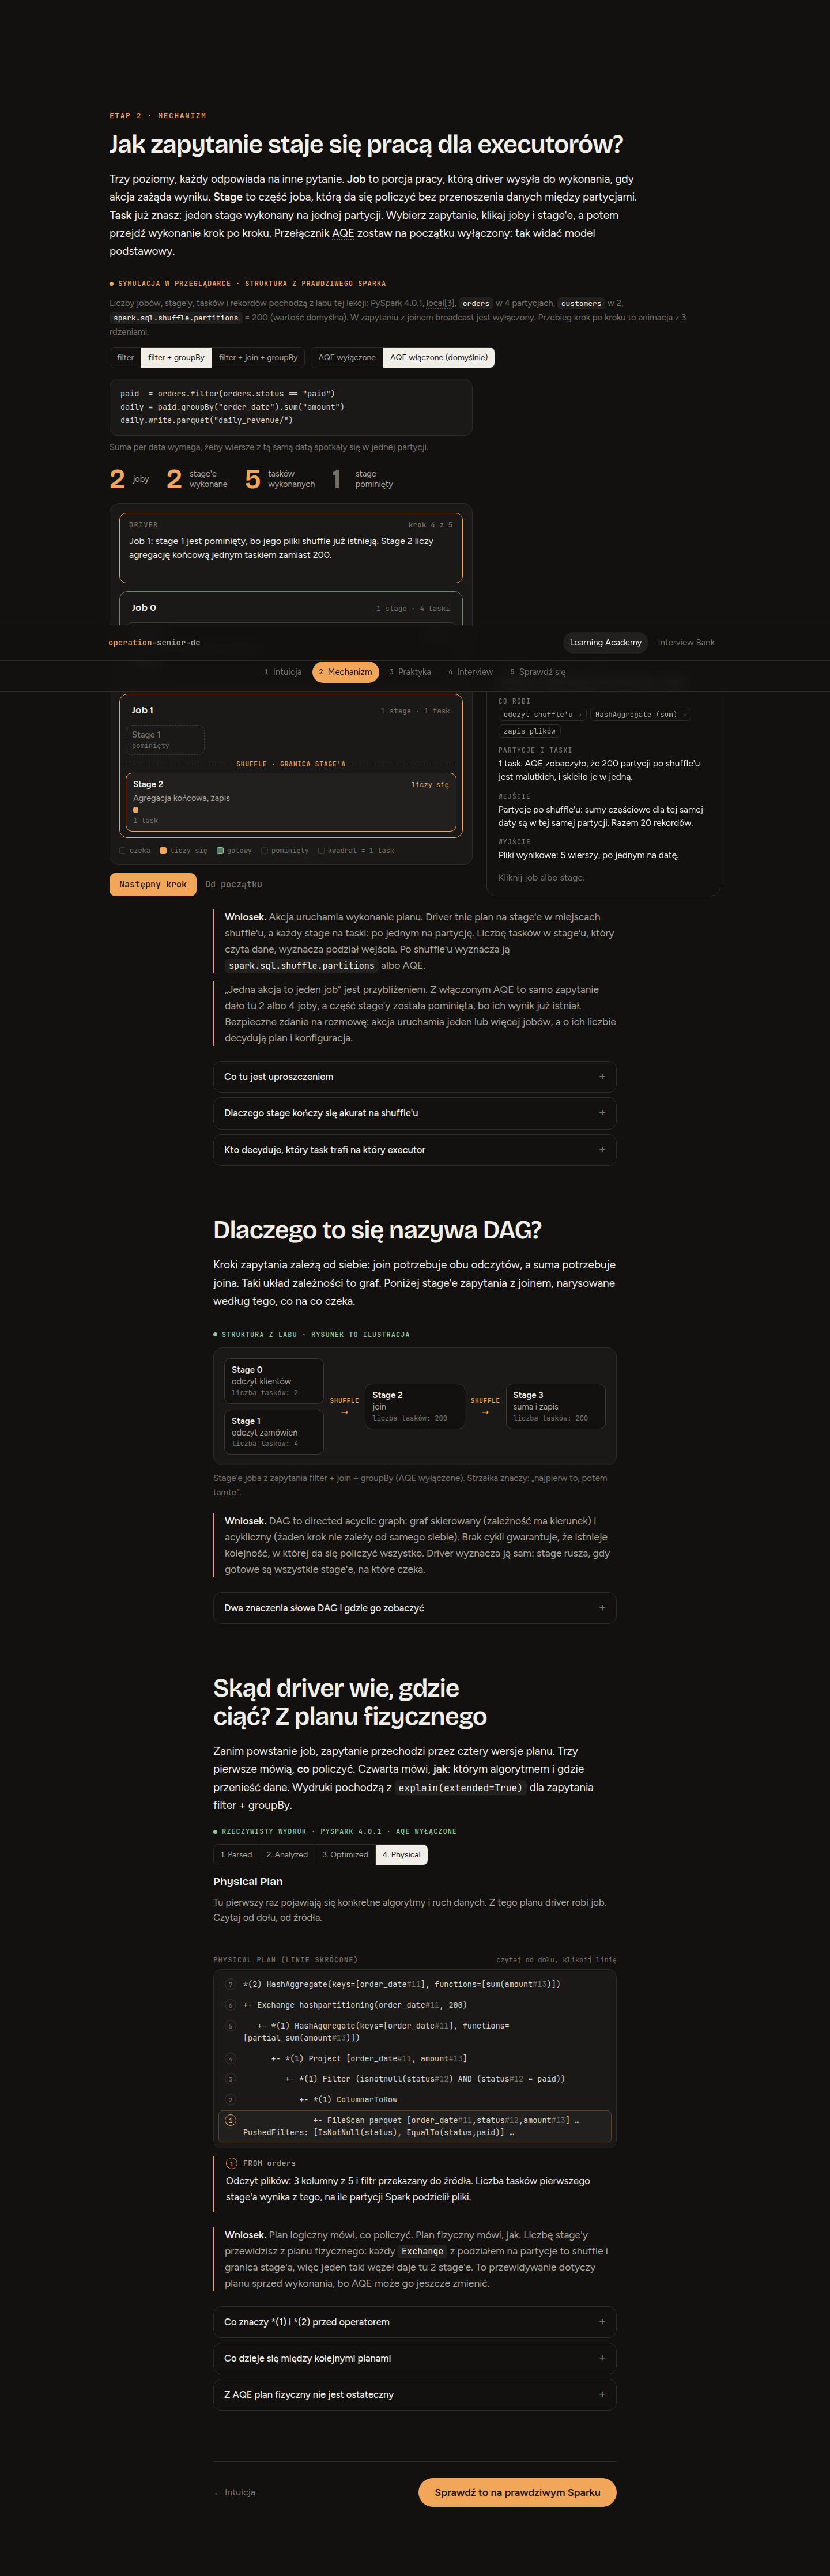 ETAP 2 · MECHANIZM
Jak zapytanie staje się pracą dla executorów?
Trzy poziomy, każdy odpowiada na inne pytanie. Job to porcja pracy, którą driver wysyła do wykonania, gdy
akcja zażąda wyniku. Stage to część joba, którą da się policzyć bez przenoszenia danych między partycjami.
Task już znasz: jeden stage wykonany na jednej partycji. Wybierz zapytanie, klikaj joby i stage'e, a potem
przejdź wykonanie krok po kroku. Przełącznik AQE zostaw na początku wyłączony: tak widać model
podstawowy.
SYMULACJA W PRZEGLĄDARCE · STRUKTURA Z PRAWDZIWEGO SPARKA
Liczby jobów, stage'y, tasków i rekordów pochodzą z labu tej lekcji: PySpark 4.0.1, local[3], orders w 4 partycjach, customers w 2,
spark.sql.shuffle.partitions = 200 (wartość domyślna). W zapytaniu z joinem broadcast jest wyłączony. Przebieg krok po kroku to animacja z 3
rdzeniami.
filter filter + groupBy filter + join + groupBy AQE wyłączone AQE włączone (domyślnie)
paid = orders.filter(orders.status == "paid")
daily = paid.groupBy("order_date").sum("amount")
daily.write.parquet("daily_revenue/")
Suma per data wymaga, żeby wiersze z tą samą datą spotkały się w jednej partycji.
2 joby 2 stage'e wykonane 5 tasków wykonanych 1 stage pominięty
DRIVER krok 4 z 5
Job 1: stage 1 jest pominięty, bo jego pliki shuffle już istnieją. Stage 2 liczy
agregację końcową jednym taskiem zamiast 200.
Job 0 1 stage · 4 taski
operation-senior-de Learning Academy Interview Bank
1 Intuicja 2 Mechanizm 3 Praktyka 4 Interview 5 Sprawdź się
Job 1 1 stage · 1 task
Stage 1
pominięty
SHUFFLE · GRANICA STAGE'A
Stage 2 liczy się
Agregacja końcowa, zapis
1 task
czeka liczy się gotowy pominięty kwadrat = 1 task
CO ROBI
odczyt shuffle'u → HashAggregate (sum) →
zapis plików
PARTYCJE I TASKI
1 task. AQE zobaczyło, że 200 partycji po shuffle'u
jest malutkich, i skleiło je w jedną.
WEJŚCIE
Partycje po shuffle'u: sumy częściowe dla tej samej
daty są w tej samej partycji. Razem 20 rekordów.
WYJŚCIE
Pliki wynikowe: 5 wierszy, po jednym na datę.
Kliknij job albo stage.
Następny krok Od początku
Wniosek. Akcja uruchamia wykonanie planu. Driver tnie plan na stage'e w miejscach
shuffle'u, a każdy stage na taski: po jednym na partycję. Liczbę tasków w stage'u, który
czyta dane, wyznacza podział wejścia. Po shuffle'u wyznacza ją
spark.sql.shuffle.partitions albo AQE.
„Jedna akcja to jeden job" jest przybliżeniem. Z włączonym AQE to samo zapytanie
dało tu 2 albo 4 joby, a część stage'y została pominięta, bo ich wynik już istniał.
Bezpieczne zdanie na rozmowę: akcja uruchamia jeden lub więcej jobów, a o ich liczbie
decydują plan i konfiguracja.
Co tu jest uproszczeniem +
Dlaczego stage kończy się akurat na shuffle'u +
Kto decyduje, który task trafi na który executor +
Dlaczego to się nazywa DAG?
Kroki zapytania zależą od siebie: join potrzebuje obu odczytów, a suma potrzebuje
joina. Taki układ zależności to graf. Poniżej stage'e zapytania z joinem, narysowane
według tego, co na co czeka.
STRUKTURA Z LABU · RYSUNEK TO ILUSTRACJA
Stage 0
odczyt klientów
liczba tasków: 2
Stage 1
odczyt zamówień
liczba tasków: 4
SHUFFLE
→
Stage 2
join
liczba tasków: 200
SHUFFLE
→
Stage 3
suma i zapis
liczba tasków: 200
Stage'e joba z zapytania filter + join + groupBy (AQE wyłączone). Strzałka znaczy: „najpierw to, potem
tamto".
Wniosek. DAG to directed acyclic graph: graf skierowany (zależność ma kierunek) i
acykliczny (żaden krok nie zależy od samego siebie). Brak cykli gwarantuje, że istnieje
kolejność, w której da się policzyć wszystko. Driver wyznacza ją sam: stage rusza, gdy
gotowe są wszystkie stage'e, na które czeka.
Dwa znaczenia słowa DAG i gdzie go zobaczyć +
Skąd driver wie, gdzie
ciąć? Z planu fizycznego
Zanim powstanie job, zapytanie przechodzi przez cztery wersje planu. Trzy
pierwsze mówią, co policzyć. Czwarta mówi, jak: którym algorytmem i gdzie
przenieść dane. Wydruki pochodzą z explain(extended=True) dla zapytania
filter + groupBy.
RZECZYWISTY WYDRUK · PYSPARK 4.0.1 · AQE WYŁĄCZONE
1. Parsed 2. Analyzed 3. Optimized 4. Physical
Physical Plan
Tu pierwszy raz pojawiają się konkretne algorytmy i ruch danych. Z tego planu driver robi job.
Czytaj od dołu, od źródła.
PHYSICAL PLAN (LINIE SKRÓCONE) czytaj od dołu, kliknij linię
7 *(2) HashAggregate(keys=[order_date#11], functions=[sum(amount#13)])
6 +- Exchange hashpartitioning(order_date#11, 200)
5 +- *(1) HashAggregate(keys=[order_date#11], functions=
[partial_sum(amount#13)])
4 +- *(1) Project [order_date#11, amount#13]
3 +- *(1) Filter (isnotnull(status#12) AND (status#12 = paid))
2 +- *(1) ColumnarToRow
1 +- FileScan parquet [order_date#11,status#12,amount#13] …
PushedFilters: [IsNotNull(status), EqualTo(status,paid)] …
1 FROM orders
Odczyt plików: 3 kolumny z 5 i filtr przekazany do źródła. Liczba tasków pierwszego
stage'a wynika z tego, na ile partycji Spark podzielił pliki.
Wniosek. Plan logiczny mówi, co policzyć. Plan fizyczny mówi, jak. Liczbę stage'y
przewidzisz z planu fizycznego: każdy Exchange z podziałem na partycje to shuffle i
granica stage'a, więc jeden taki węzeł daje tu 2 stage'e. To przewidywanie dotyczy
planu sprzed wykonania, bo AQE może go jeszcze zmienić.
Co znaczy *(1) i *(2) przed operatorem +
Co dzieje się między kolejnymi planami +
Z AQE plan fizyczny nie jest ostateczny +
← Intuicja Sprawdź to na prawdziwym Sparku